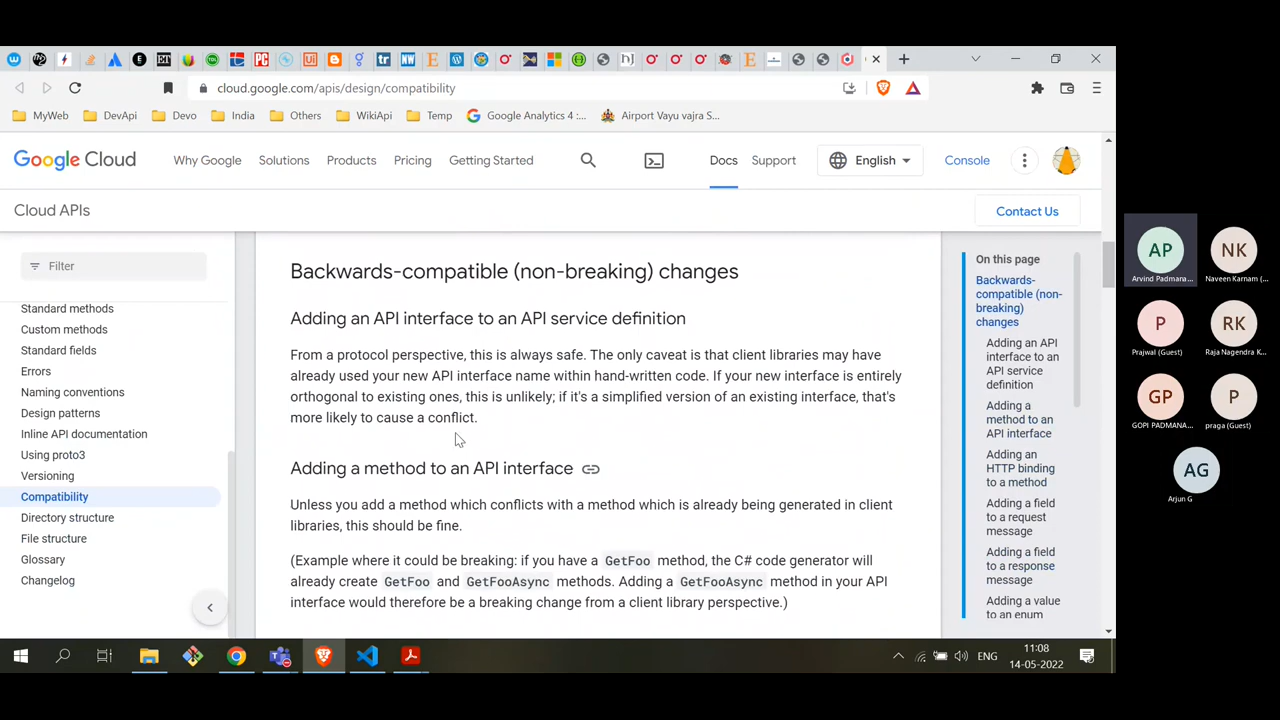 cloud.google.com/apis/design/compatibility
MyWeb
DevApi
Devo
India
Others
WikiApi
Temp
Google Analytics 4 :...
Airport Vayu vajra S...
Google Cloud
Why Google
Solutions
Products
Pricing
Getting Started
Docs
Support
English
Console
Cloud APIs
Contact Us
Filter
Standard methods
Custom methods
Standard fields
Errors
Naming conventions
Design patterns
Inline API documentation
Using proto3
Versioning
Compatibility
Directory structure
File structure
Glossary
Changelog
Backwards-compatible (non-breaking) changes
Adding an API interface to an API service definition
From a protocol perspective, this is always safe. The only caveat is that client libraries may have
already used your new API interface name within hand-written code. If your new interface is entirely
orthogonal to existing ones, this is unlikely; if it's a simplified version of an existing interface, that's
more likely to cause a conflict.
Adding a method to an API interface
Unless you add a method which conflicts with a method which is already being generated in client
libraries, this should be fine.
(Example where it could be breaking: if you have a GetFoo method, the C# code generator will
already create GetFoo and GetFooAsync methods. Adding a GetFooAsync method in your API
interface would therefore be a breaking change from a client library perspective.)
On this page
Backwards-
compatible (non-
breaking)
changes
Adding an API
interface to an
API service
definition
Adding a
method to an
API interface
Adding an
HTTP binding
to a method
Adding a field
to a request
message
Adding a field
to a response
message
Adding a value
to an enum
AP
Arvind Padmana...
NK
Naveen Karnam (...
P
Prajwal (Guest)
RK
Raja Nagendra K...
GP
GOPI PADMANA...
P
praga (Guest)
AG
Arjun G
ENG
11:08
14-05-2022